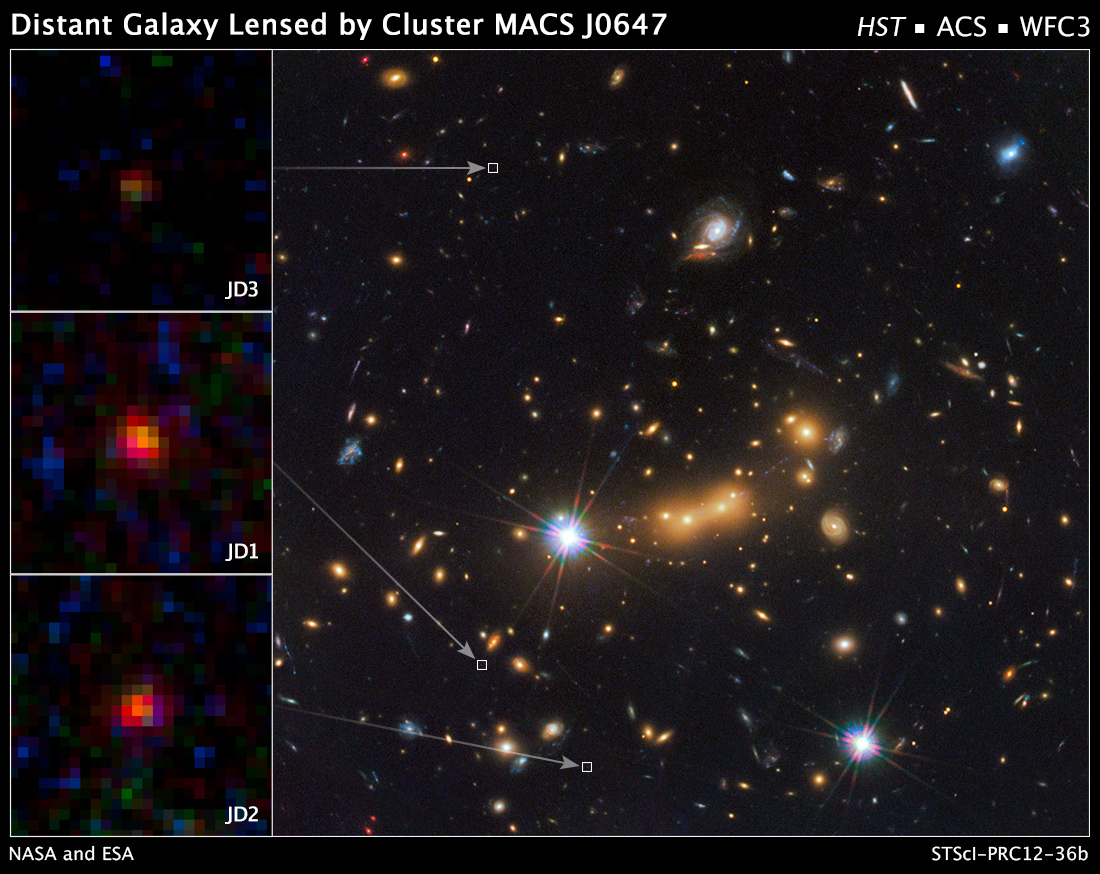 Distant Galaxy Lensed by Cluster MACS J0647
HST ▪ ACS ▪ WFC3
JD3
JD1
JD2
NASA and ESA
STScI-PRC12-36b